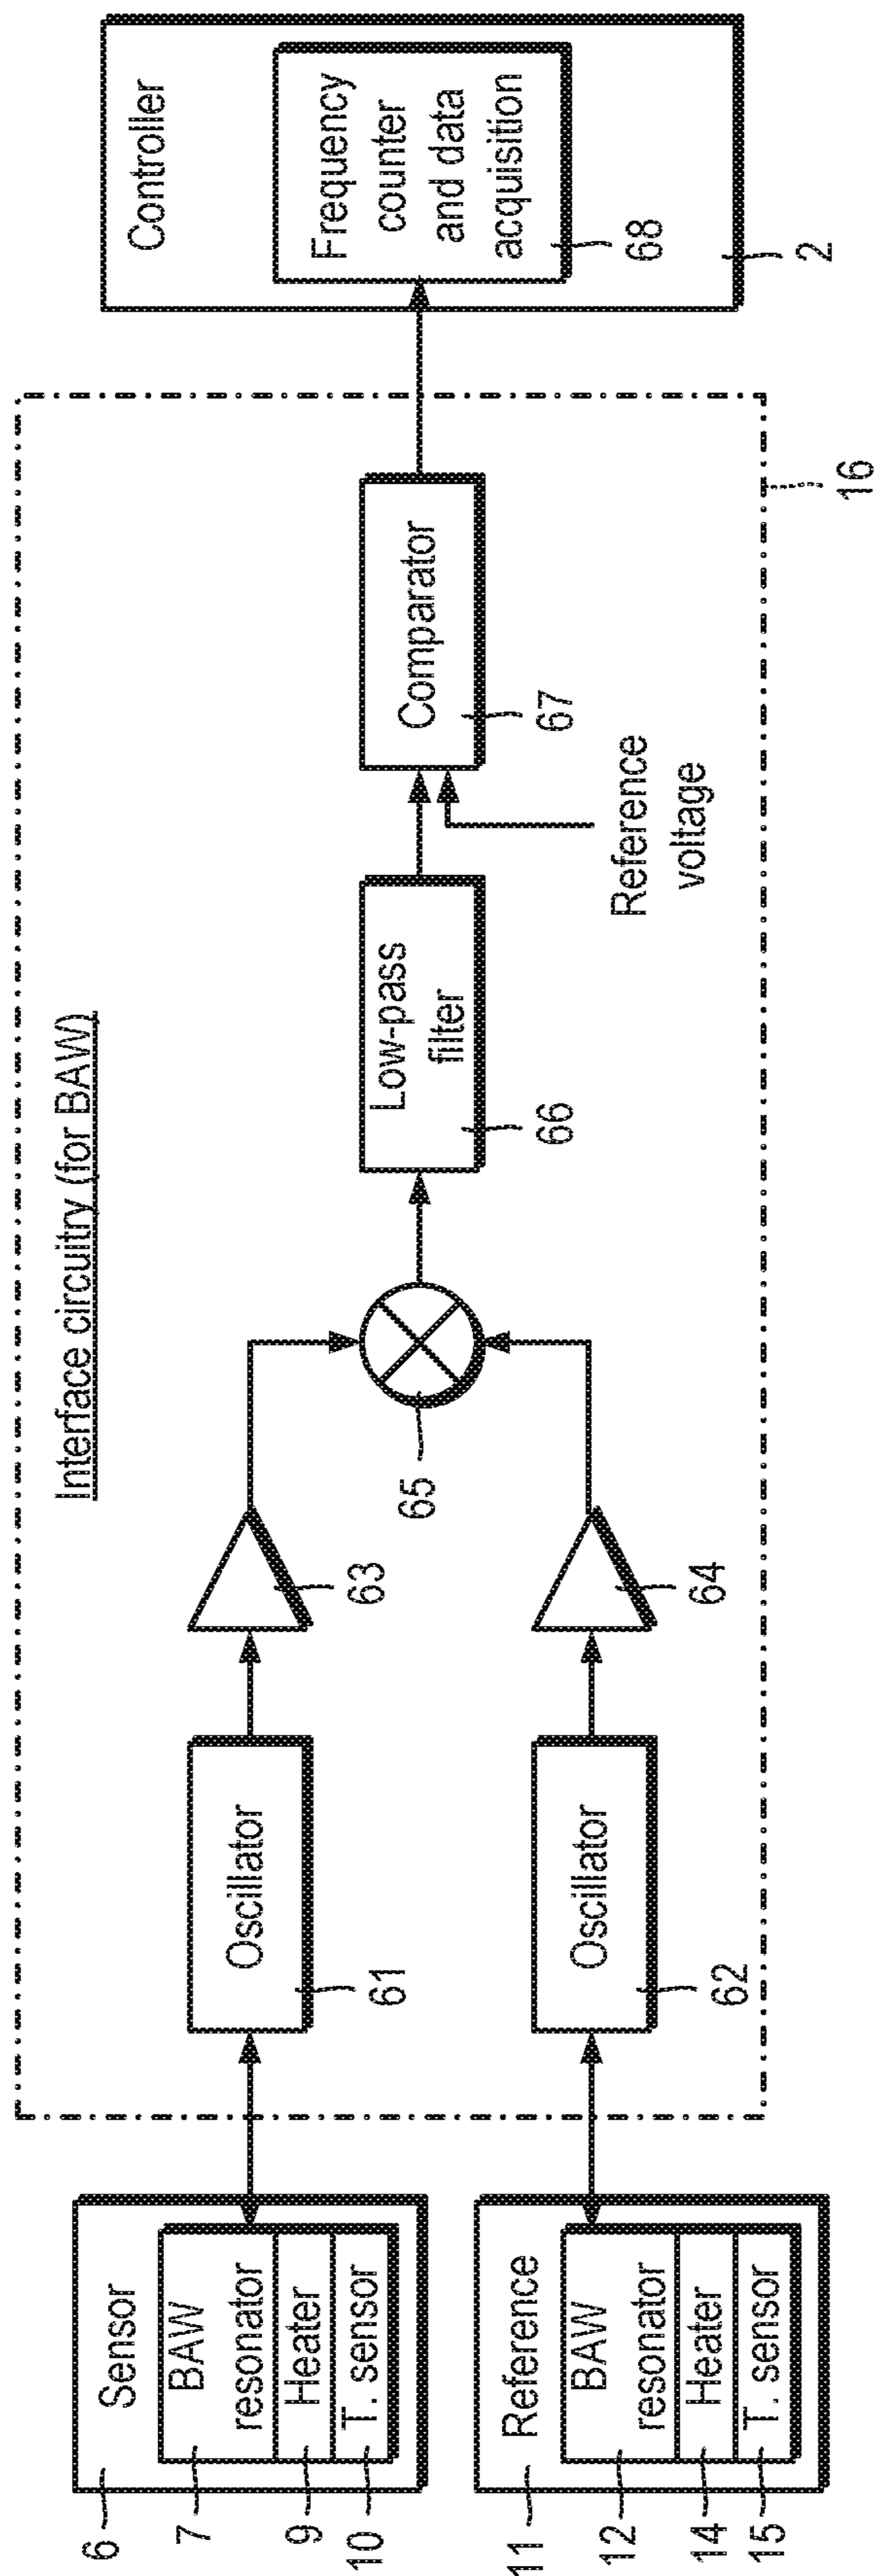 Interface circuitry (for BAW)
Sensor
BAW
resonator
Heater
T. sensor
6
7
9
10
Reference
BAW
resonator
Heater
T. sensor
11
12
14
15
Oscillator
61
Oscillator
62
63
64
65
Low-pass
filter
66
Comparator
67
Reference
voltage
16
Controller
Frequency
counter
and data
acquisition
68
2